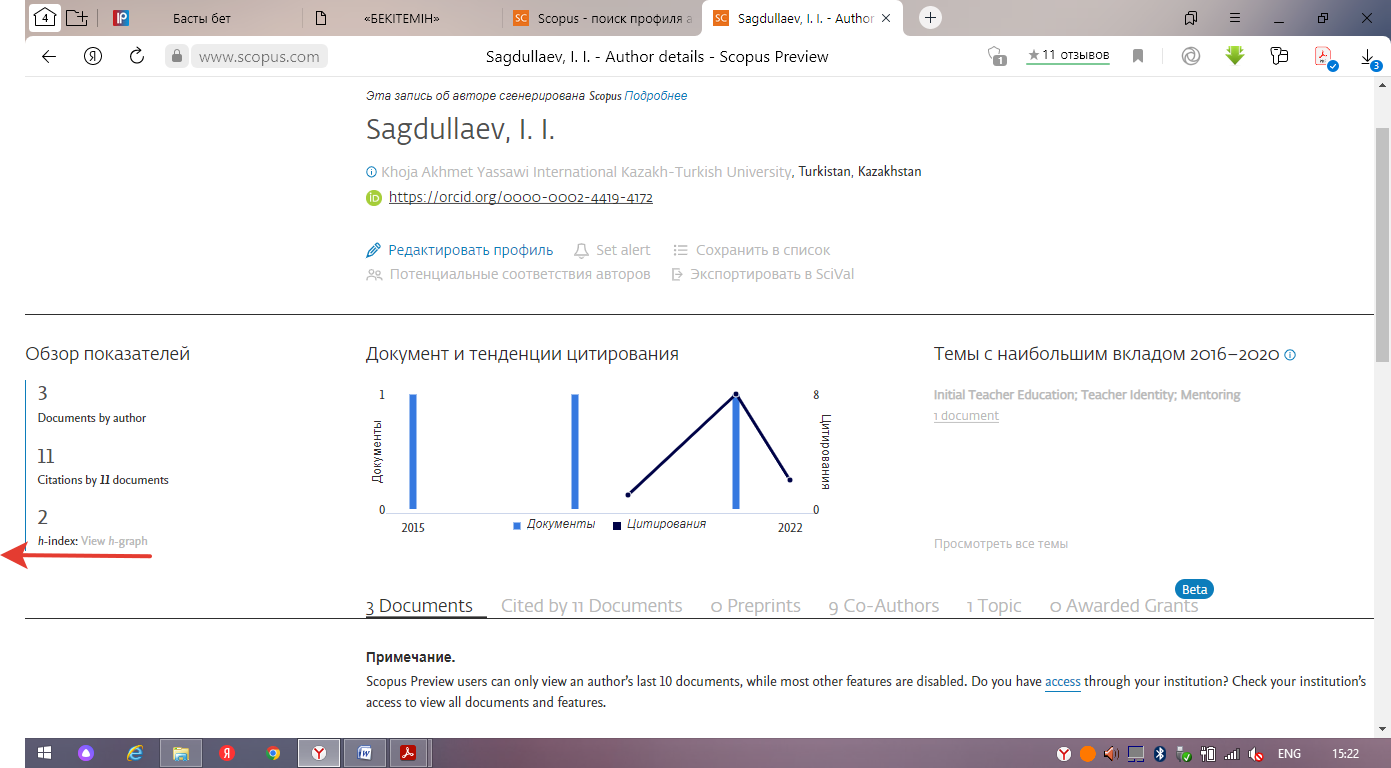 4 Басты бет «БЕКІТЕМІН» Scopus - поиск профиля а Sagdullaev, I. I. - Author
www.scopus.com Sagdullaev, I. I. - Author details - Scopus Preview 1 ★ 11 отзывов 3
Эта запись об авторе сгенерирована Scopus Подробнее
Sagdullaev, I. I.
Khoja Akhmet Yassawi International Kazakh-Turkish University, Turkistan, Kazakhstan
https://orcid.org/0000-0002-4419-4172
Редактировать профиль Set alert Сохранить в список
Потенциальные соответствия авторов Экспортировать в SciVal
Обзор показателей
3
Documents by author
11
Citations by 11 documents
2
h-index: View h-graph
Документ и тенденции цитирования
1
8
Документы
Цитирования
0
0
2015
Документы Цитирования
2022
Темы с наибольшим вкладом 2016–2020
Initial Teacher Education; Teacher Identity; Mentoring
1 document
Просмотреть все темы
Beta
3 Documents Cited by 11 Documents 0 Preprints 9 Co-Authors 1 Topic 0 Awarded Grants
Примечание.
Scopus Preview users can only view an author's last 10 documents, while most other features are disabled. Do you have access through your institution? Check your institution's
access to view all documents and features.
ENG 15:22